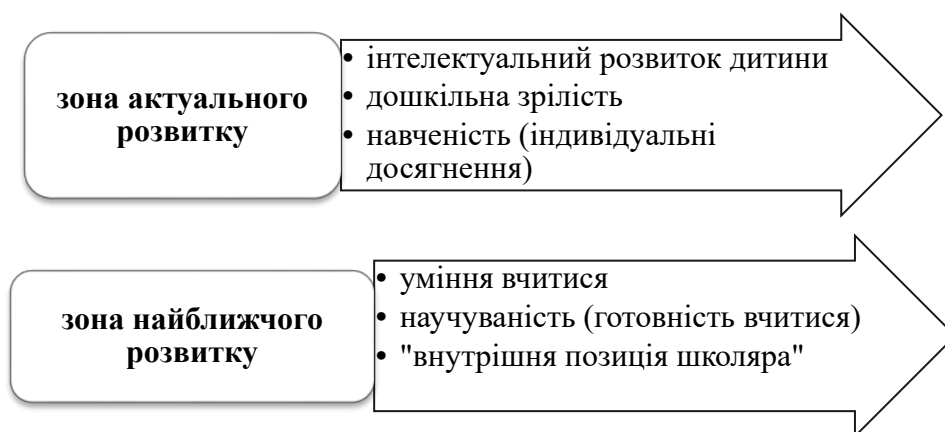 зона актуального
розвитку
• інтелектуальний розвиток дитини
• дошкільна зрілість
• навченість (індивідуальні
досягнення)
зона найближчого
розвитку
• уміння вчитися
• научуваність (готовність вчитися)
• "внутрішня позиція школяра"